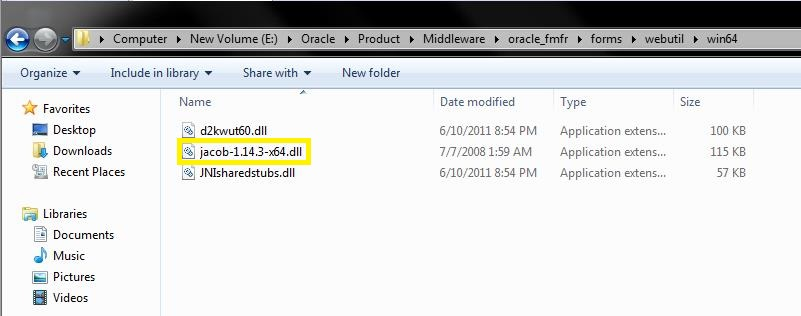 Computer New Volume (E:) Oracle Product Middleware oracle_fmfr forms webutil win64
Organize Include in library Share with New folder
Favorites
Desktop
Downloads
Recent Places
Libraries
Documents
Music
Pictures
Videos
Name Date modified Type Size
d2kwut60.dll 6/10/2011 8:54 PM Application extens... 100 KB
jacob-1.14.3-x64.dll 7/7/2008 1:59 AM Application extens... 115 KB
JNIsharedstubs.dll 6/10/2011 8:54 PM Application extens... 57 KB